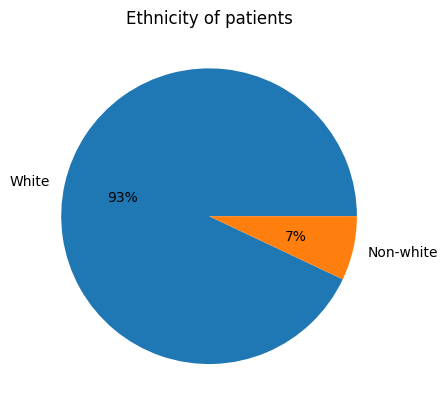 Ethnicity of patients
White
93%
7%
Non-white